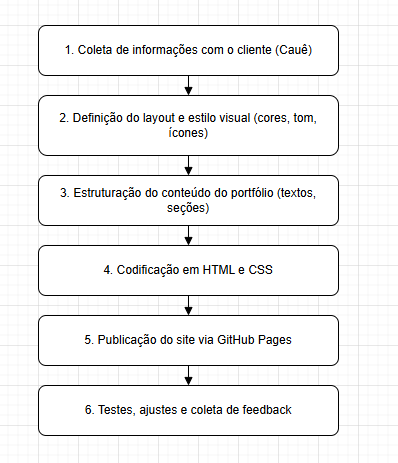 1. Coleta de informações com o cliente (Cauê)
2. Definição do layout e estilo visual (cores, tom,
ícones)
3. Estruturação do conteúdo do portfólio (textos,
seções)
4. Codificação em HTML e CSS
5. Publicação do site via GitHub Pages
6. Testes, ajustes e coleta de feedback